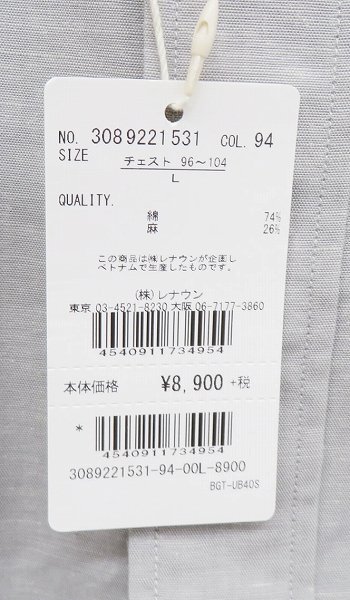 NO. 3089221531 COL. 94
SIZE チェスト 96～104
L
QUALITY.
綿 74%
麻 26%
この商品は㈱レナウンが企画し
ベトナムで生産したものです。
(株)レナウン
東京 03-4521-8230 大阪 06-7177-3860
4540911734954
本体価格 ¥8,900 +税
*
4540911734954
3089221531-94-00L-8900
BGT-UB40S